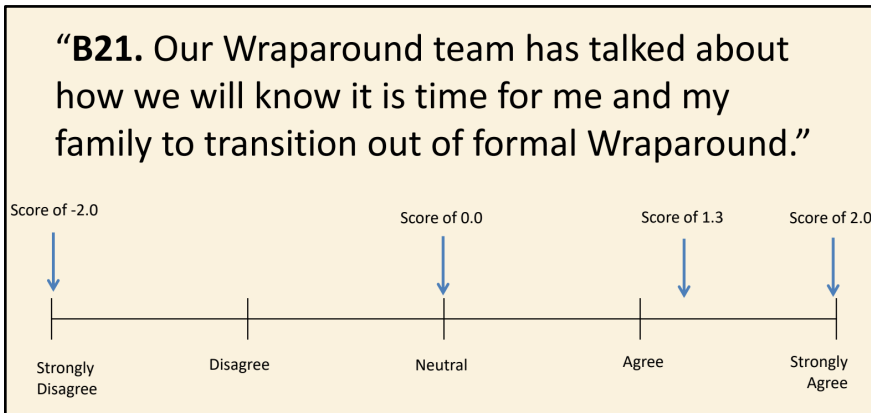 “B21. Our Wraparound team has talked about
how we will know it is time for me and my
family to transition out of formal Wraparound.”
Score of -2.0
Score of 0.0
Score of 1.3
Score of 2.0
Strongly
Disagree
Disagree
Neutral
Agree
Strongly
Agree